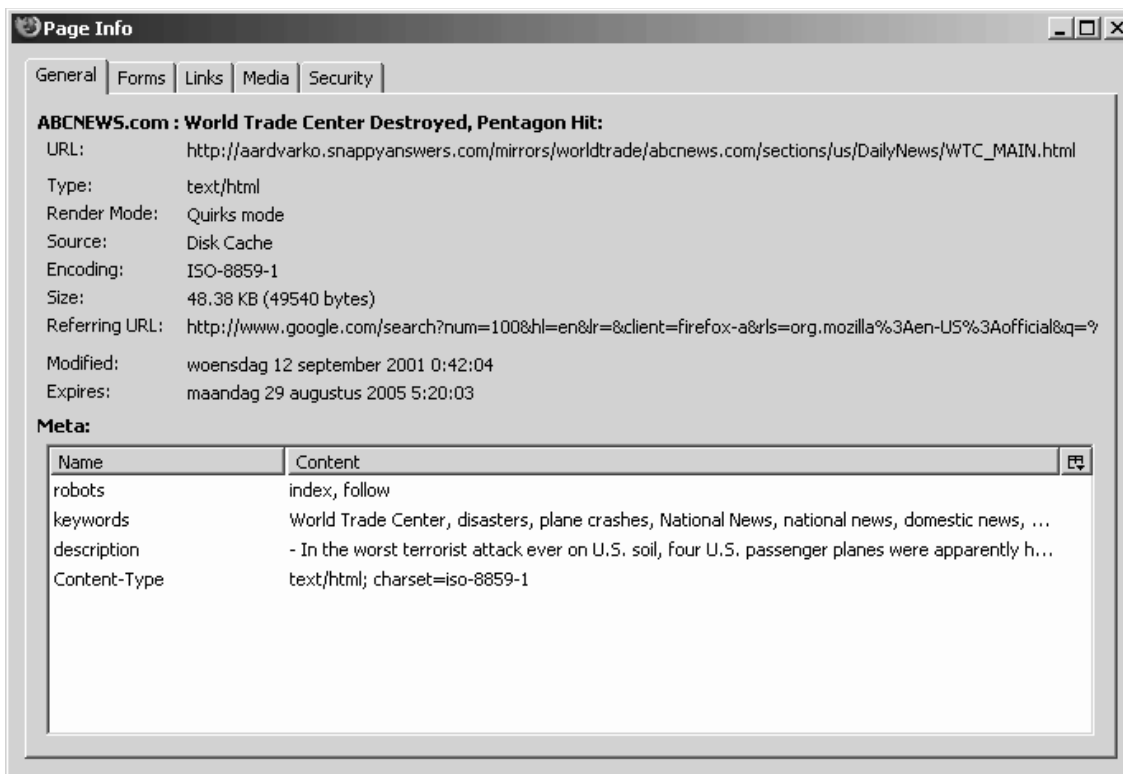 Page Info
General Forms Links Media Security
ABCNEWS.com : World Trade Center Destroyed, Pentagon Hit:
URL: http://aardvarko.snappyanswers.com/mirrors/worldtrade/abcnews.com/sections/us/DailyNews/WTC_MAIN.html
Type: text/html
Render Mode: Quirks mode
Source: Disk Cache
Encoding: ISO-8859-1
Size: 48.38 KB (49540 bytes)
Referring URL: http://www.google.com/search?num=100&hl=en&lr=&client=firefox-a&rls=org.mozilla%3Aen-US%3Aofficial&q=
Modified: woensdag 12 september 2001 0:42:04
Expires: maandag 29 augustus 2005 5:20:03
Meta:
Name Content
robots index, follow
keywords World Trade Center, disasters, plane crashes, National News, national news, domestic news, ...
description - In the worst terrorist attack ever on U.S. soil, four U.S. passenger planes were apparently h...
Content-Type text/html; charset=iso-8859-1